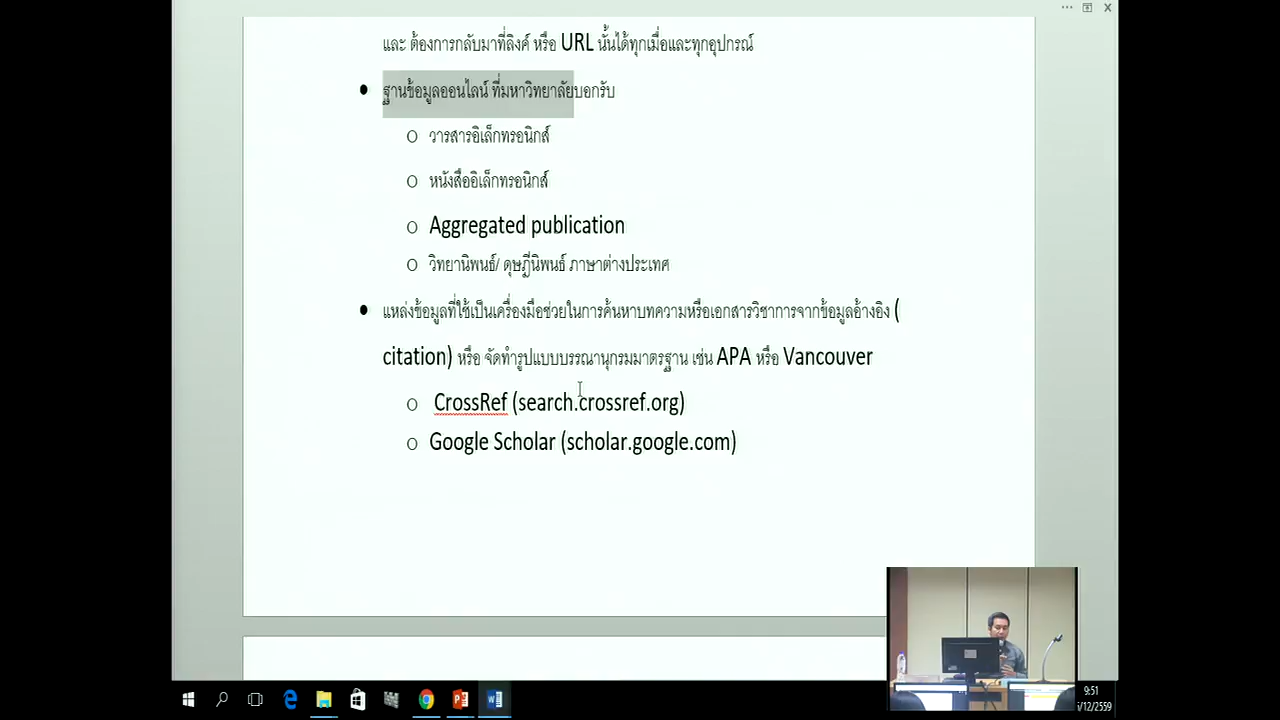 และ ต้องการกลับมาที่ลิงค์ หรือ URL นั้นได้ทุกเมื่อและทุกอุปกรณ์
• ฐานข้อมูลออนไลน์ ที่มหาวิทยาลัยบอกรับ
o วารสารอิเล็กทรอนิกส์
o หนังสืออิเล็กทรอนิกส์
o Aggregated publication
o วิทยานิพนธ์/ ดุษฎีนิพนธ์ ภาษาต่างประเทศ
• แหล่งข้อมูลที่ใช้เป็นเครื่องมือช่วยในการค้นหาบทความหรือเอกสารวิชาการจากข้อมูลอ้างอิง (
citation) หรือ จัดทำรูปแบบบรรณานุกรมมาตรฐาน เช่น APA หรือ Vancouver
o CrossRef (search.crossref.org)
o Google Scholar (scholar.google.com)
9:51
/12/2559